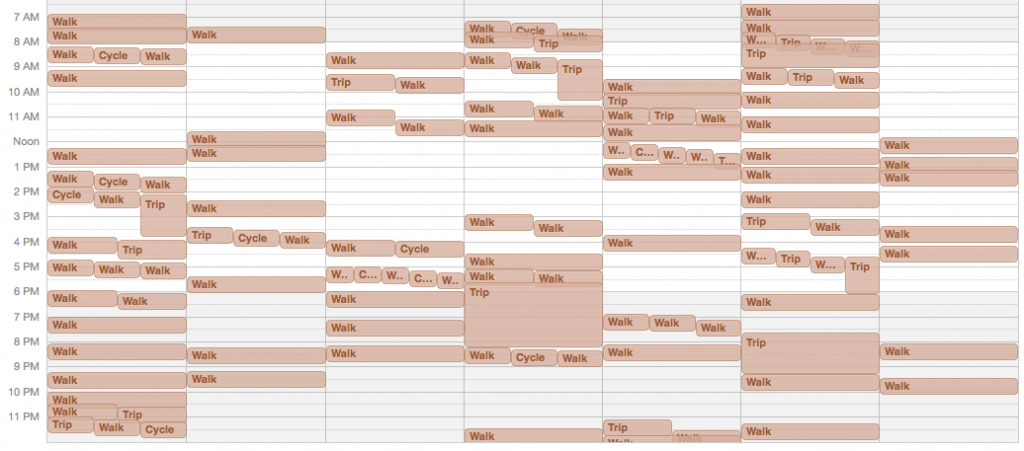 Walk
7 AM Walk
Walk Cycle Walk
Walk Walk Walk
8 AM Walk Trip W... Trip W... W...
Walk Cycle Walk Trip
Walk Walk
9 AM Walk Trip
Walk Walk Trip Walk
Trip Walk Walk
10 AM Trip Walk
Walk Walk
11 AM Walk Walk Trip Walk
Walk Walk Walk Walk
Noon Walk Walk
Walk Walk W.. C... W.. W.. T... Walk
1 PM Walk
Walk Cycle Walk Walk Walk Walk
2 PM Cycle Walk Trip Walk
Walk
3 PM Walk Walk Trip Walk
Trip Cycle Walk Walk
4 PM Walk Trip Walk Cycle Walk
Walk W... Trip W... Trip Walk
5 PM Walk Walk Walk W.. C... W.. C... W.. Walk Walk
Walk
6 PM Walk Walk Walk Trip Walk
7 PM Walk Walk Walk Walk Walk
8 PM Trip
Walk Walk Walk Walk Cycle Walk Walk Walk
9 PM
Walk Walk Walk Walk
10 PM Walk
11 PM Walk Trip
Trip Walk Cycle Trip Walk
Walk Walk Walk